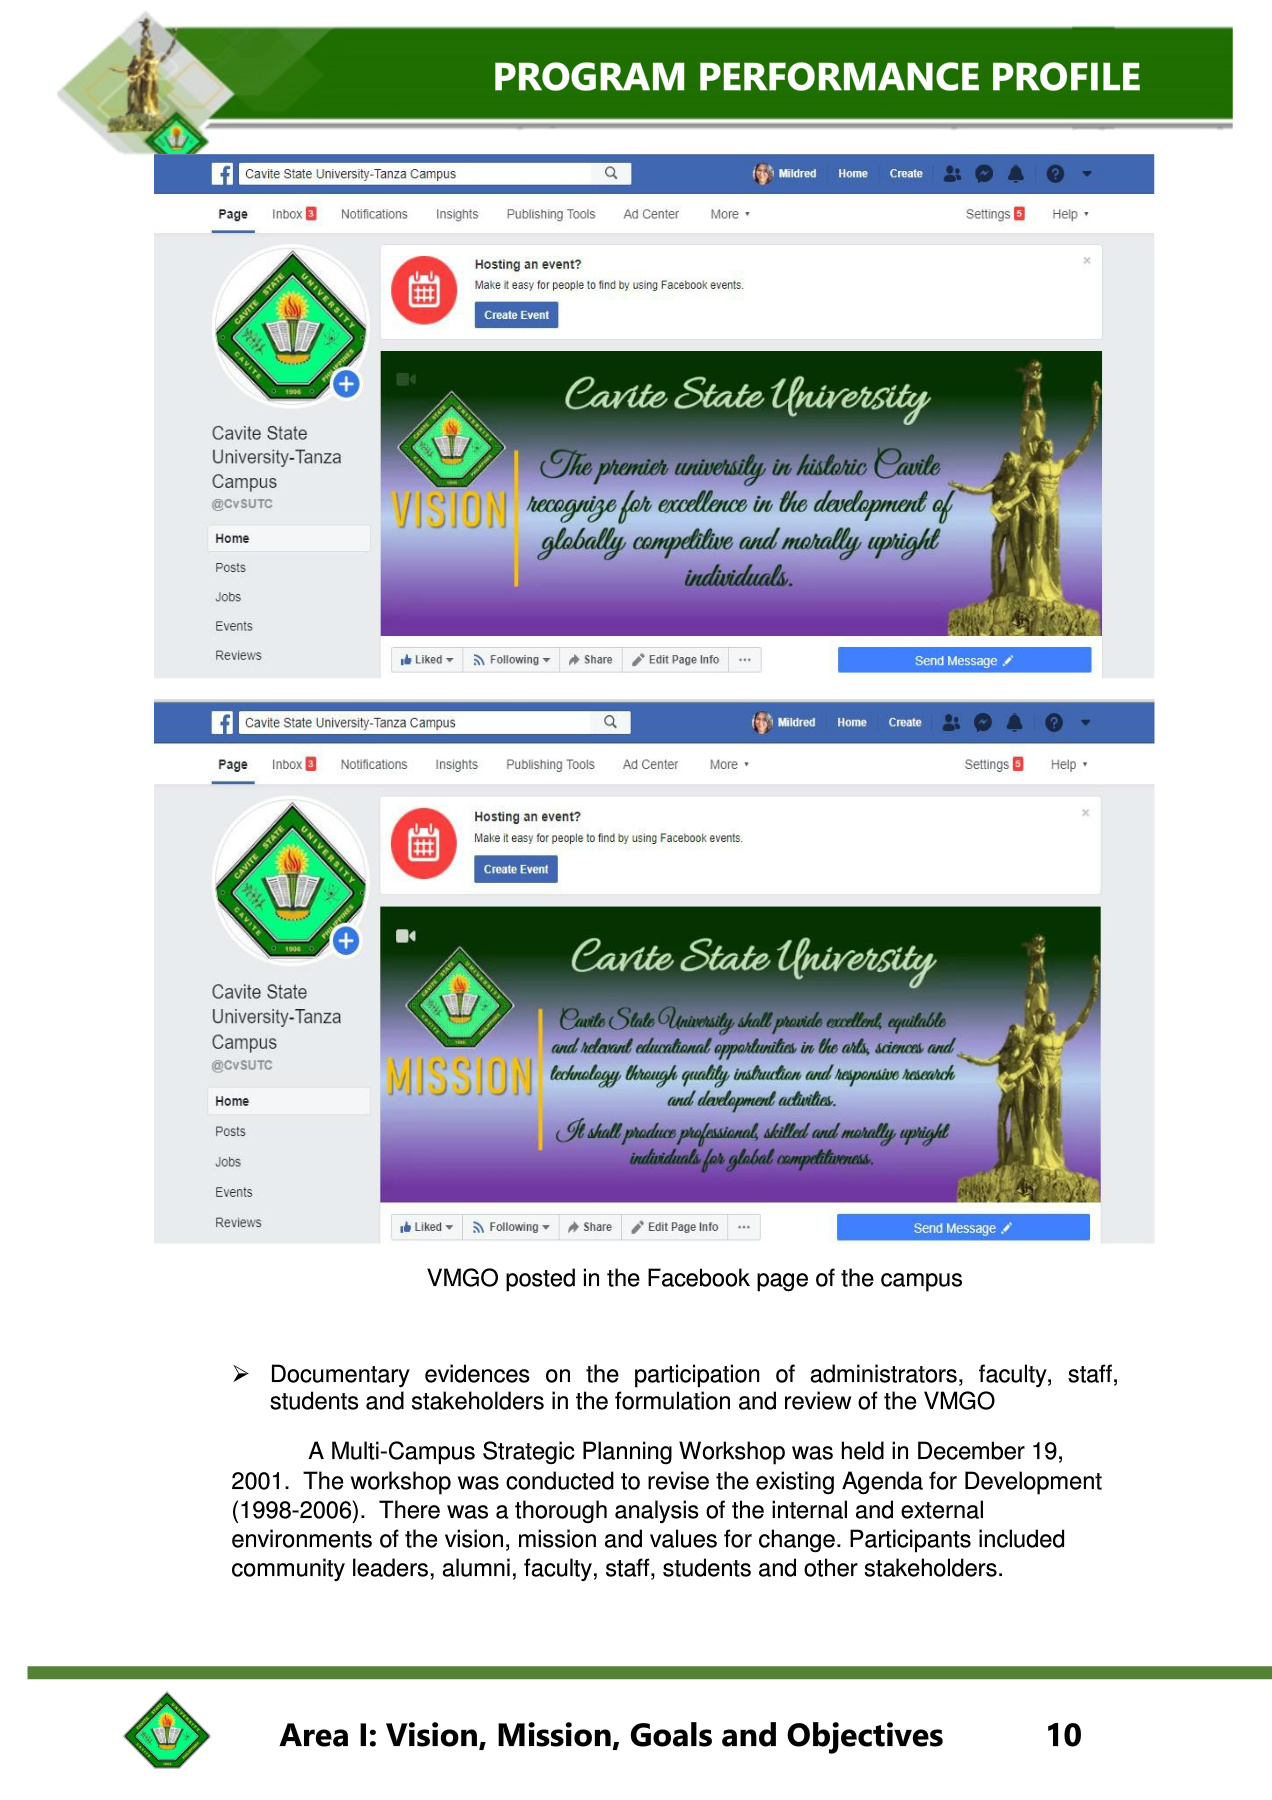 PROGRAM PERFORMANCE PROFILE
Cavite State University-Tanza Campus
Mildred Home Create
Page Inbox 3 Notifications Insights Publishing Tools Ad Center More Settings 5 Help
Hosting an event?
Make it easy for people to find by using Facebook events.
Create Event
CAVITE STATE UNIVERSITY
CAVITE PHILIPPINES
1906
Cavite State
University-Tanza
Campus
@CvSUTC
Home
Posts
Jobs
Events
Reviews
Cavite State University
VISION
The premier university in historic Cavite
recognize for excellence in the development of
globally competitive and morally upright
individuals.
Liked Following Share Edit Page Info ...
Send Message
Cavite State University-Tanza Campus
Mildred Home Create
Page Inbox 3 Notifications Insights Publishing Tools Ad Center More Settings 5 Help
Hosting an event?
Make it easy for people to find by using Facebook events.
Create Event
CAVITE STATE UNIVERSITY
CAVITE PHILIPPINES
1906
Cavite State
University-Tanza
Campus
@CvSUTC
Home
Posts
Jobs
Events
Reviews
Cavite State University
MISSION
Cavite State University shall provide excellent, equitable
and relevant educational opportunities in the arts, sciences and
technology through quality instruction and responsive research
and development activities.
It shall produce professional, skilled and morally upright
individuals for global competitiveness.
Liked Following Share Edit Page Info ...
Send Message
VMGO posted in the Facebook page of the campus
➢ Documentary evidences on the participation of administrators, faculty, staff,
students and stakeholders in the formulation and review of the VMGO
A Multi-Campus Strategic Planning Workshop was held in December 19,
2001. The workshop was conducted to revise the existing Agenda for Development
(1998-2006). There was a thorough analysis of the internal and external
environments of the vision, mission and values for change. Participants included
community leaders, alumni, faculty, staff, students and other stakeholders.
Area I: Vision, Mission, Goals and Objectives 10